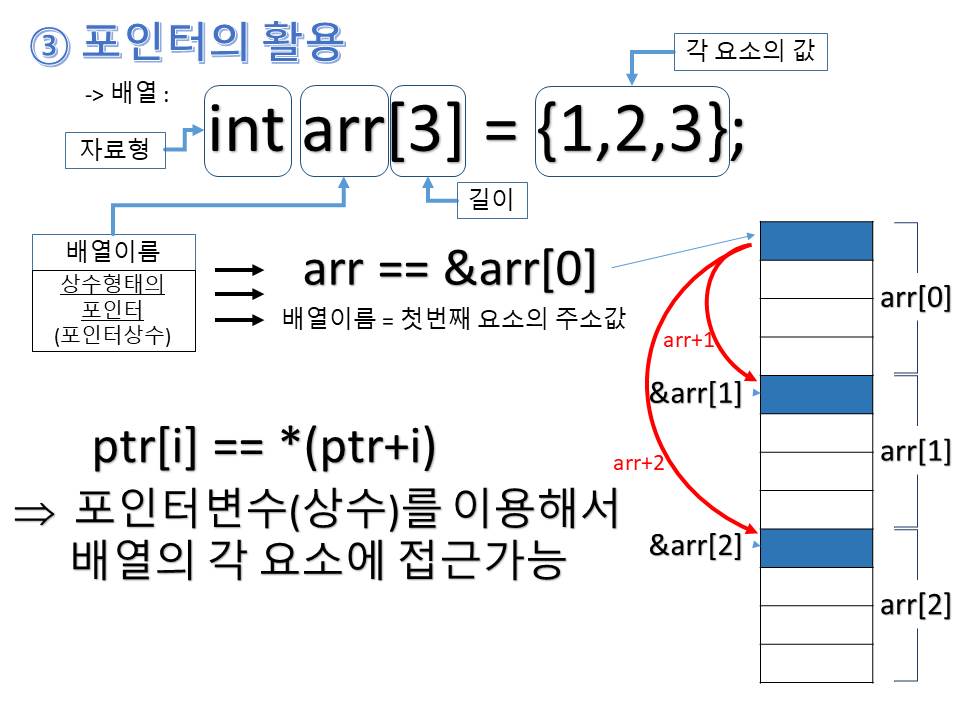 ③ 포인터의 활용
각 요소의 값
-> 배열 :
int arr[3] = {1,2,3};
자료형
길이
배열이름
상수형태의
포인터
(포인터상수)
arr == &arr[0]
배열이름 = 첫번째 요소의 주소값
arr[0]
arr+1
&arr[1]
arr[1]
arr+2
&arr[2]
arr[2]
ptr[i] == *(ptr+i)
⇒ 포인터변수(상수)를 이용해서
배열의 각 요소에 접근가능